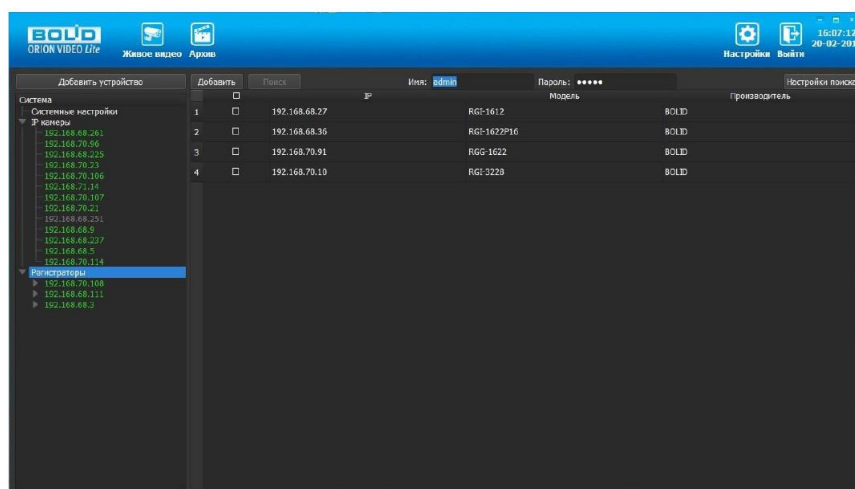 BOLID
ORION VIDEO Lite
Живое видео Архив
Настройки Выйти
16:07:12
20-02-201
Добавить устройство
Добавить Поиск Имя: admin Пароль: ●●●●● Настройки поиска
Система
Системные настройки
IP камеры
192.168.68.261
192.168.70.96
192.168.68.225
192.168.70.23
192.168.70.106
192.168.71.14
192.168.70.107
192.168.70.21
192.168.68.251
192.168.68.9
192.168.68.237
192.168.68.5
192.168.70.114
Регистраторы
192.168.70.108
192.168.68.111
192.168.68.3
IP Модель Производитель
1 192.168.68.27 RGI-1612 BOLID
2 192.168.68.36 RGI-1622P16 BOLID
3 192.168.70.91 RGG-1622 BOLID
4 192.168.70.10 RGI-3228 BOLID